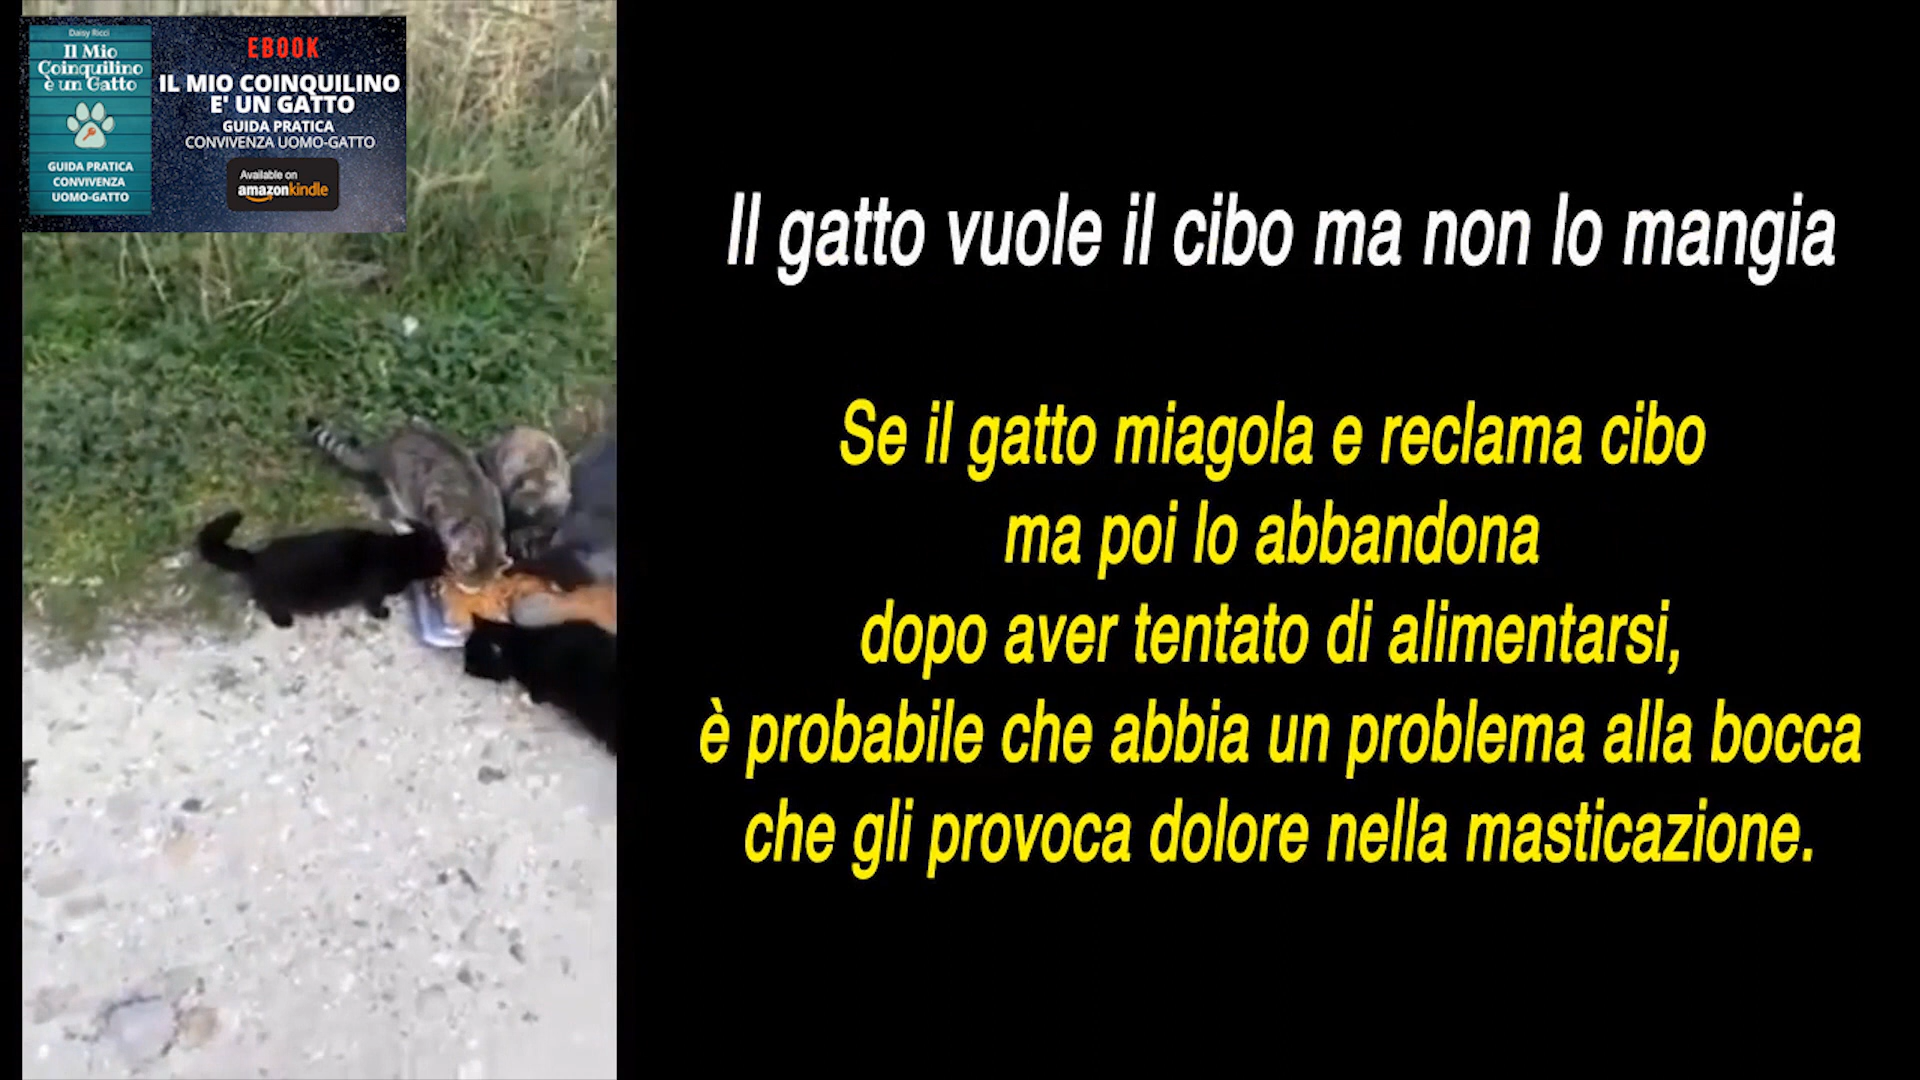 Daisy Ricci
Il Mio
Coinquilino
è un Gatto
GUIDA PRATICA
CONVIVENZA
UOMO-GATTO
EBOOK
IL MIO COINQUILINO
E' UN GATTO
GUIDA PRATICA
CONVIVENZA UOMO-GATTO
Available on
amazonkindle
Il gatto vuole il cibo ma non lo mangia
Se il gatto miagola e reclama cibo
ma poi lo abbandona
dopo aver tentato di alimentarsi,
è probabile che abbia un problema alla bocca
che gli provoca dolore nella masticazione.